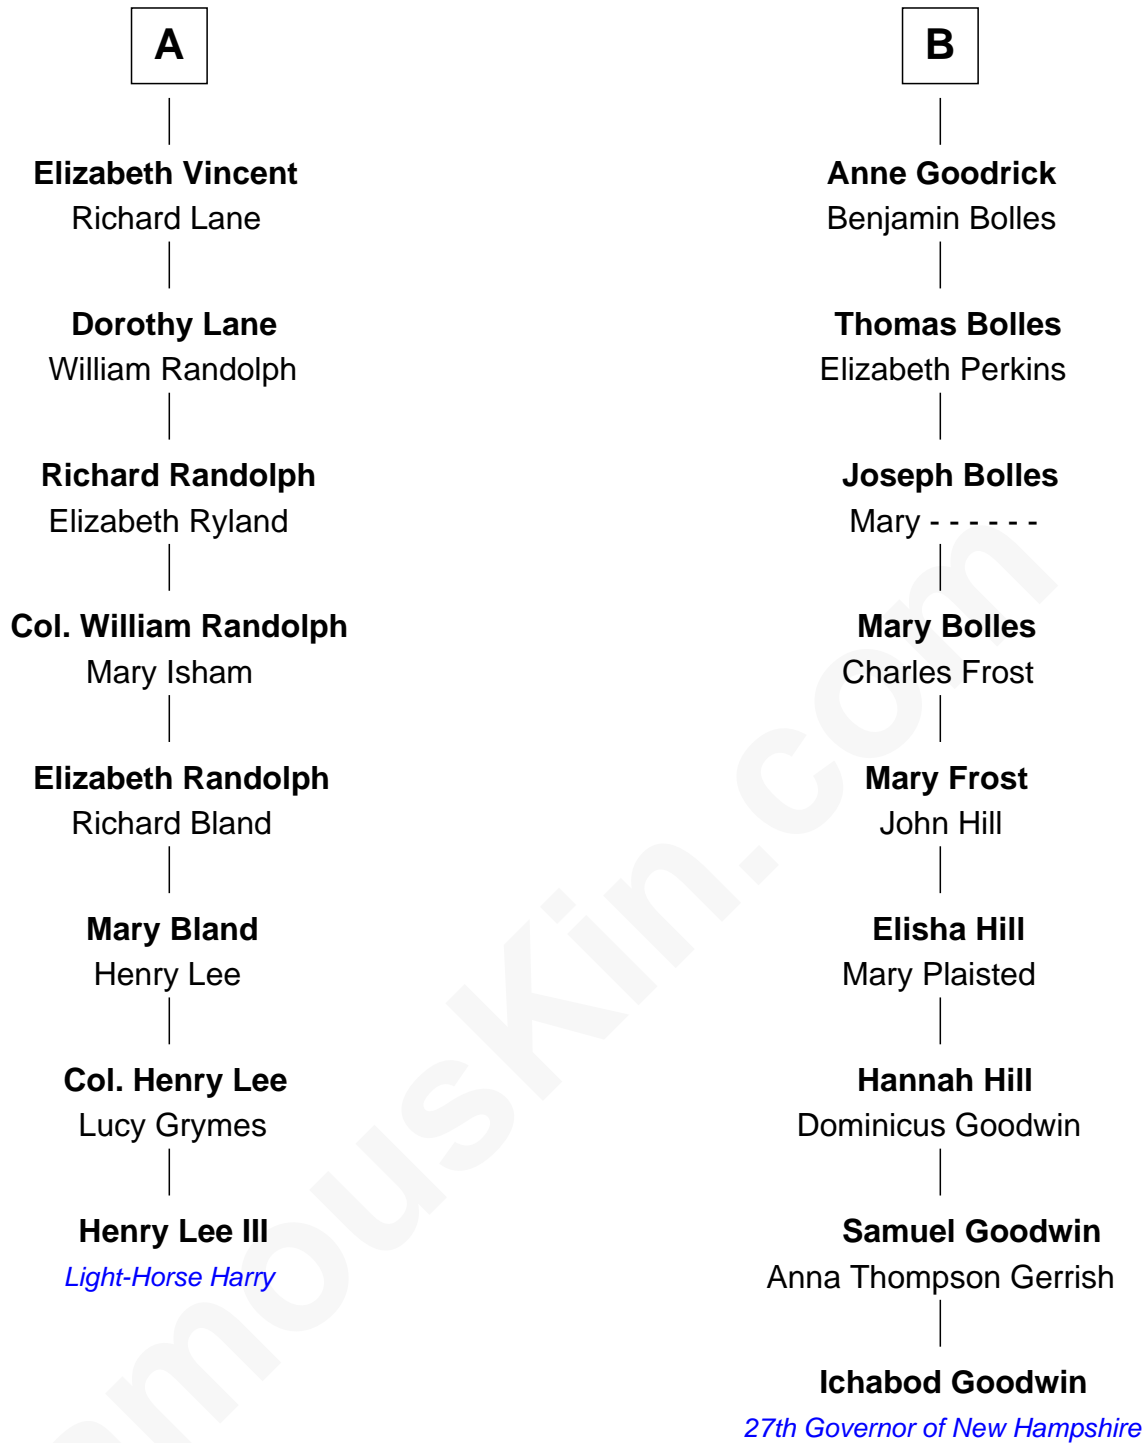 A
Elizabeth Vincent
Richard Lane
Dorothy Lane
William Randolph
Richard Randolph
Elizabeth Ryland
Col. William Randolph
Mary Isham
Elizabeth Randolph
Richard Bland
Mary Bland
Henry Lee
Col. Henry Lee
Lucy Grymes
Henry Lee III
Light-Horse Harry
B
Anne Goodrick
Benjamin Bolles
Thomas Bolles
Elizabeth Perkins
Joseph Bolles
Mary - - - - - -
Mary Bolles
Charles Frost
Mary Frost
John Hill
Elisha Hill
Mary Plaisted
Hannah Hill
Dominicus Goodwin
Samuel Goodwin
Anna Thompson Gerrish
Ichabod Goodwin
27th Governor of New Hampshire
amouskin.com